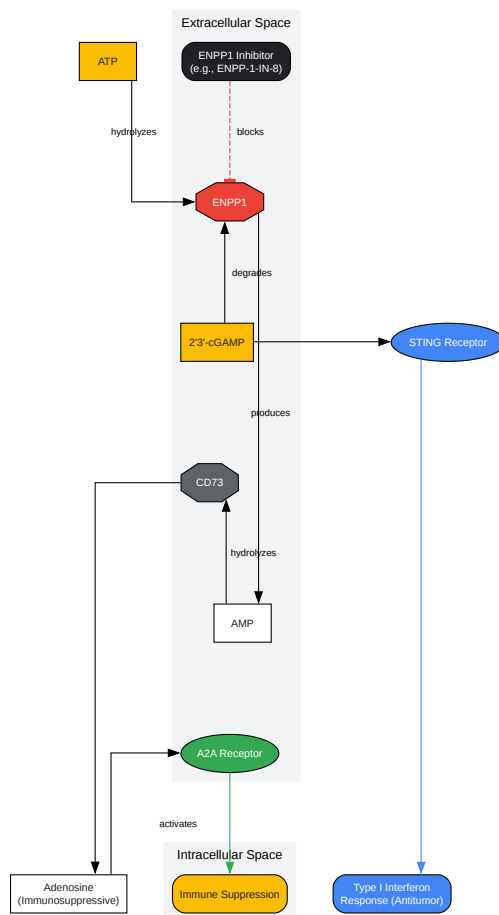 Extracellular Space
ATP
ENPP1 Inhibitor
(e.g., ENPP-1-IN-8)
hydrolyzes
blocks
ENPP1
degrades
2'3'-cGAMP
STING Receptor
produces
CD73
hydrolyzes
AMP
A2A Receptor
activates
Intracellular Space
Adenosine
(Immunosuppressive)
Immune Suppression
Type I Interferon
Response (Antitumor)